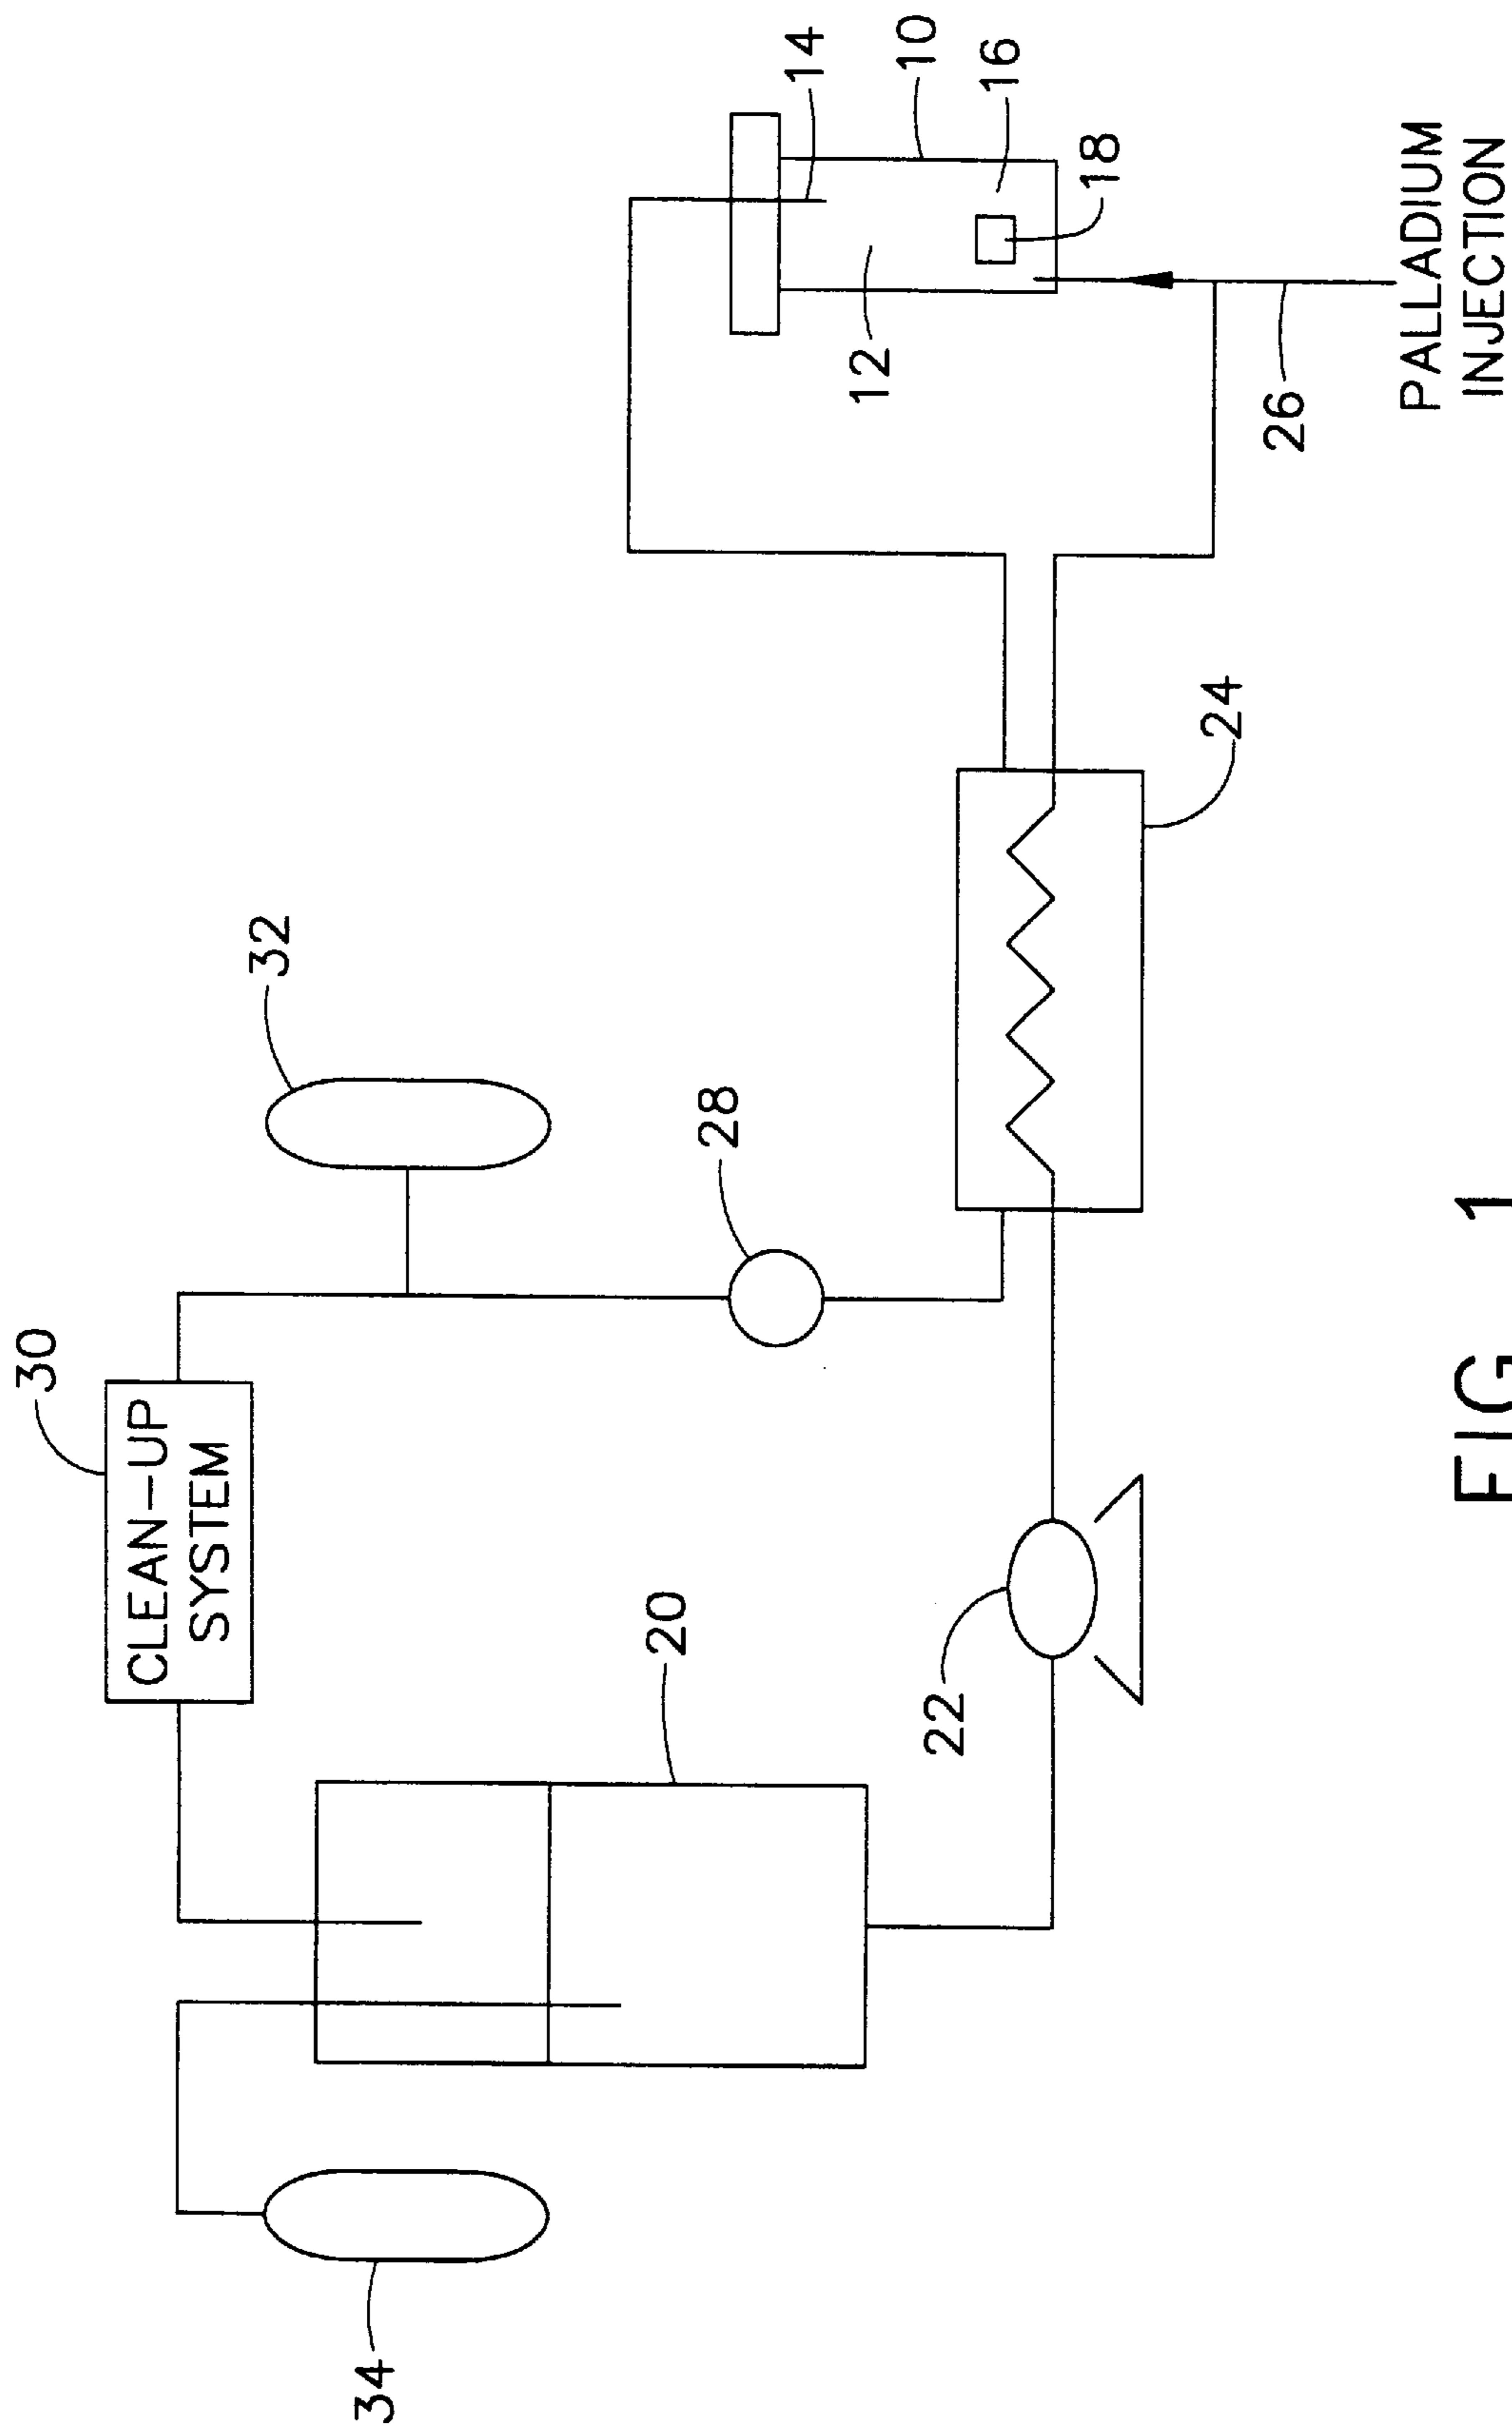 30
CLEAN-UP
SYSTEM
32
34
20
28
22
24
14
10
12
16
18
26
PALLADIUM
INJECTION
FIG. 1